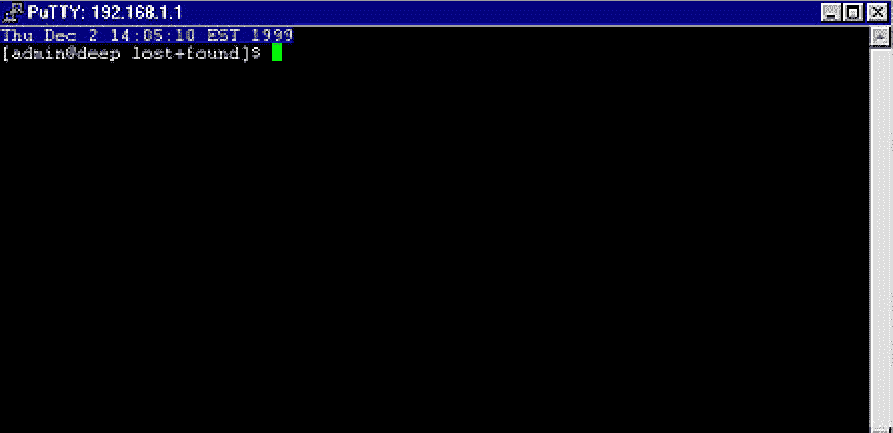 PuTTY: 192.168.1.1
Thu Dec 2 14:05:10 EST 1999
[admin@deep lost+found]$